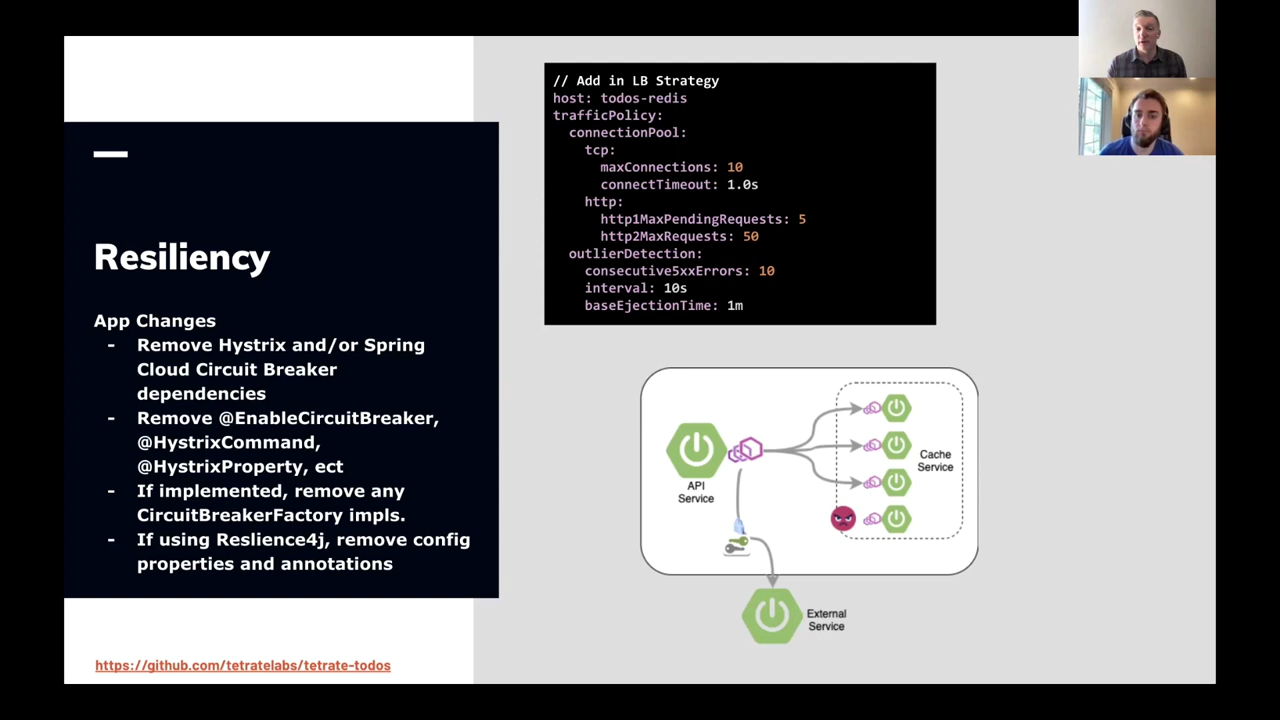 Resiliency
App Changes
- Remove Hystrix and/or Spring
Cloud Circuit Breaker
dependencies
- Remove @EnableCircuitBreaker,
@HystrixCommand,
@HystrixProperty, ect
- If implemented, remove any
CircuitBreakerFactory impls.
- If using Reslience4j, remove config
properties and annotations
https://github.com/tetratelabs/tetrate-todos
// Add in LB Strategy
host: todos-redis
trafficPolicy:
connectionPool:
tcp:
maxConnections: 10
connectTimeout: 1.0s
http:
http1MaxPendingRequests: 5
http2MaxRequests: 50
outlierDetection:
consecutive5xxErrors: 10
interval: 10s
baseEjectionTime: 1m
API
Service
Cache
Service
External
Service